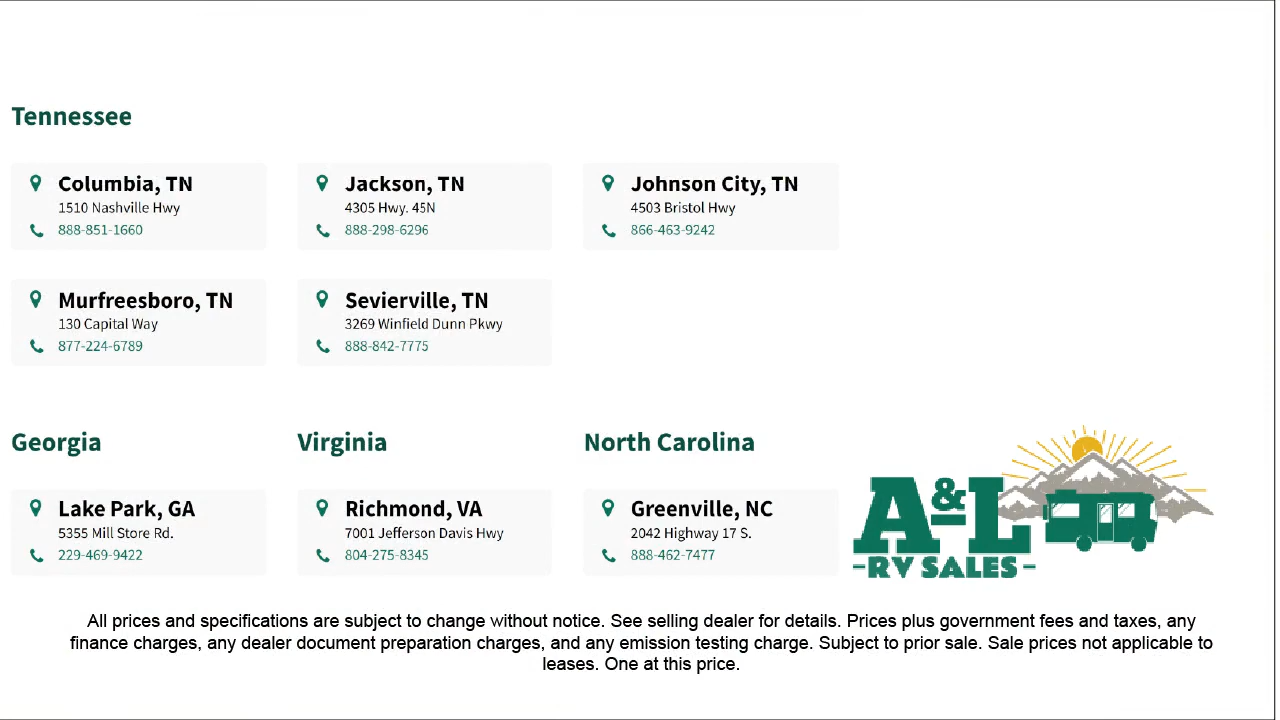 Tennessee
Columbia, TN
1510 Nashville Hwy
888-851-1660
Jackson, TN
4305 Hwy. 45N
888-298-6296
Johnson City, TN
4503 Bristol Hwy
866-463-9242
Murfreesboro, TN
130 Capital Way
877-224-6789
Sevierville, TN
3269 Winfield Dunn Pkwy
888-842-7775
Georgia
Lake Park, GA
5355 Mill Store Rd.
229-469-9422
Virginia
Richmond, VA
7001 Jefferson Davis Hwy
804-275-8345
North Carolina
Greenville, NC
2042 Highway 17 S.
888-462-7477
A&L
-RV SALES-
All prices and specifications are subject to change without notice. See selling dealer for details. Prices plus government fees and taxes, any
finance charges, any dealer document preparation charges, and any emission testing charge. Subject to prior sale. Sale prices not applicable to
leases. One at this price.